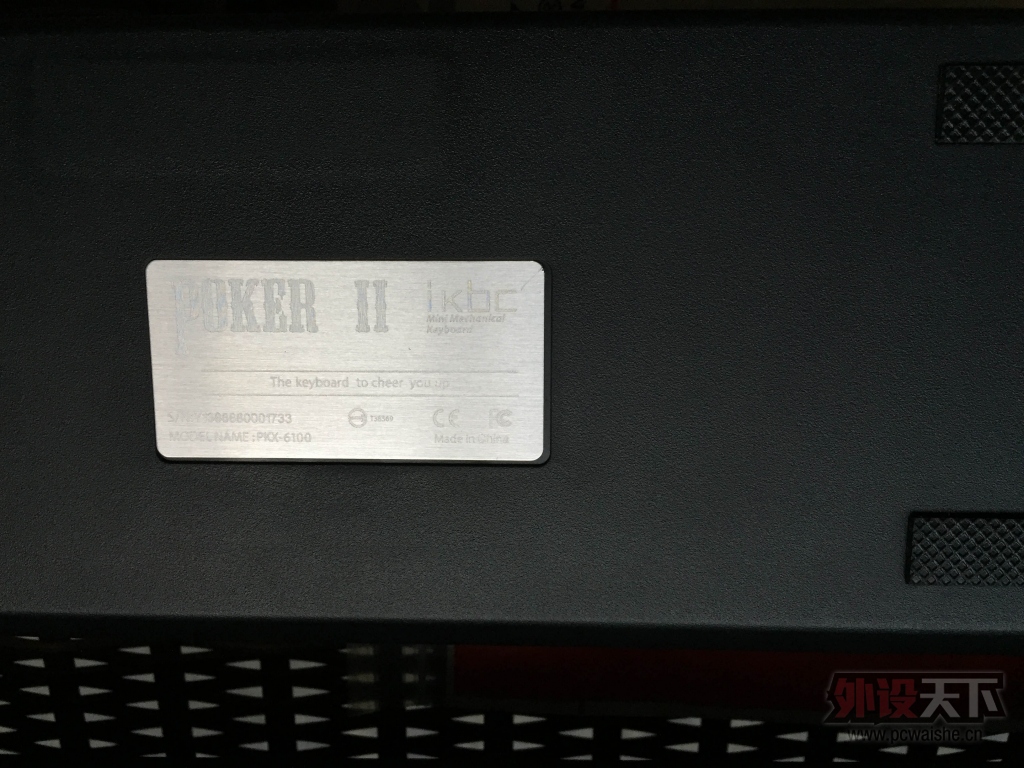 POKER II
ikbc
Mini Mechanical
Keyboard
The keyboard to cheer you up
MODEL NAME : PKX-6100
CE FC
Made in China
外设天下
www.pcwaishe.cn